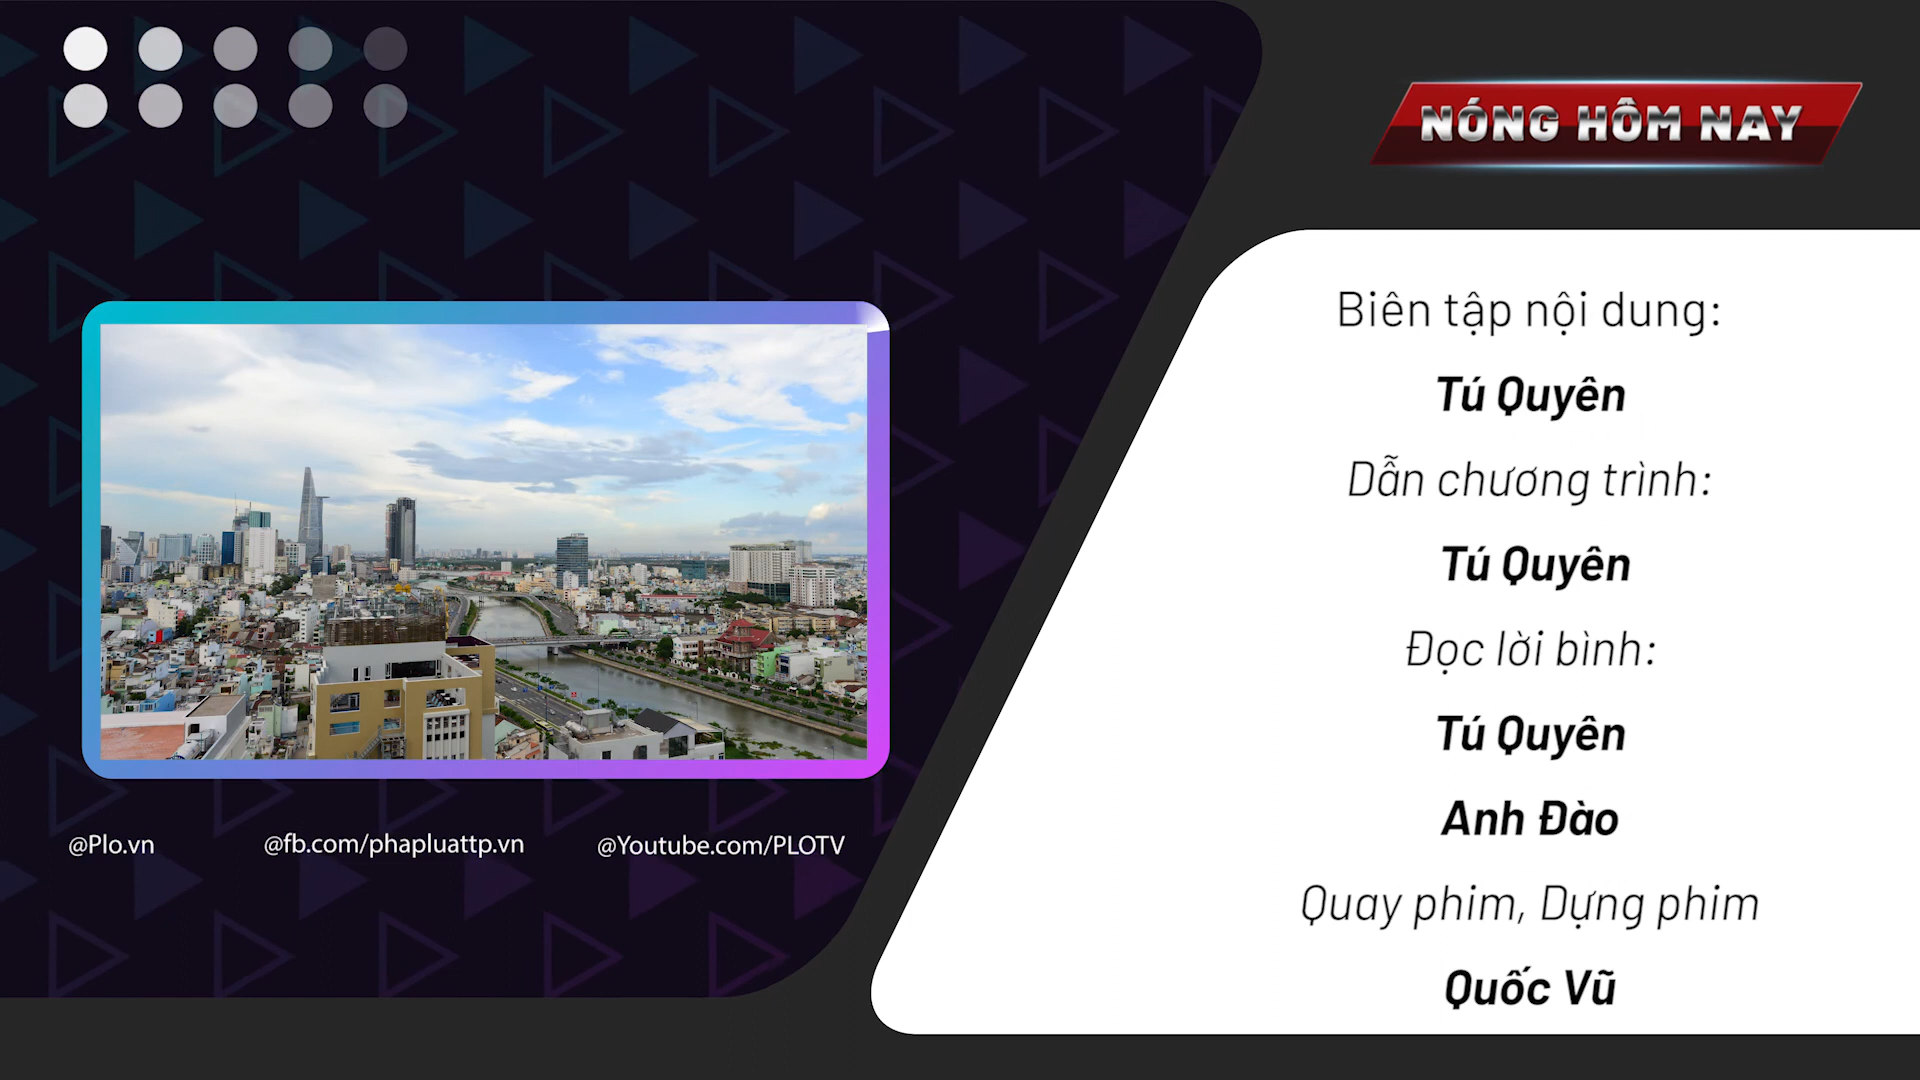 NÓNG HÔM NAY
Biên tập nội dung:
Tú Quyên
Dẫn chương trình:
Tú Quyên
Đọc lời bình:
Tú Quyên
Anh Đào
Quay phim, Dựng phim
Quốc Vũ
@Plo.vn
@fb.com/phapluattp.vn
@Youtube.com/PLOTV